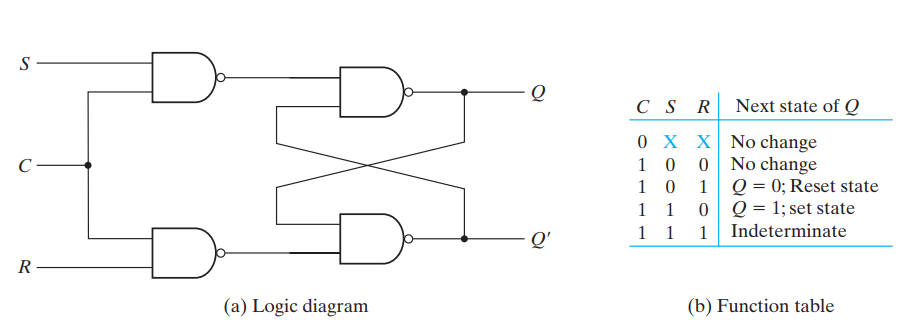 S
C
R
Q
Q'
(a) Logic diagram
C S R Next state of Q
0 X X No change
1 0 0 No change
1 0 1 Q = 0; Reset state
1 1 0 Q = 1; set state
1 1 1 Indeterminate
(b) Function table